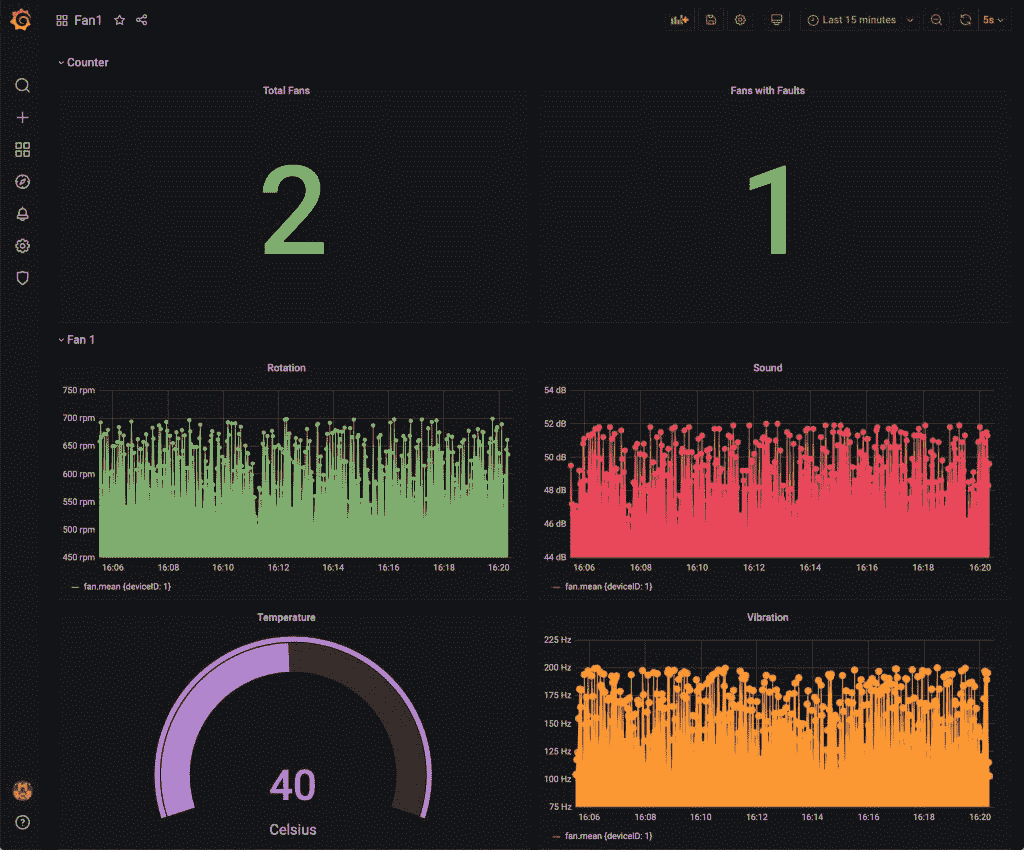 Fan1
Last 15 minutes
5s
Counter
Total Fans
2
Fans with Faults
1
Fan 1
Rotation
750 rpm
700 rpm
650 rpm
600 rpm
550 rpm
500 rpm
450 rpm
16:06 16:08 16:10 16:12 16:14 16:16 16:18 16:20
fan.mean {deviceID: 1}
Sound
54 dB
52 dB
50 dB
48 dB
46 dB
44 dB
16:06 16:08 16:10 16:12 16:14 16:16 16:18 16:20
fan.mean {deviceID: 1}
Temperature
40
Celsius
Vibration
225 Hz
200 Hz
175 Hz
150 Hz
125 Hz
100 Hz
75 Hz
16:06 16:08 16:10 16:12 16:14 16:16 16:18 16:20
fan.mean {deviceID: 1}